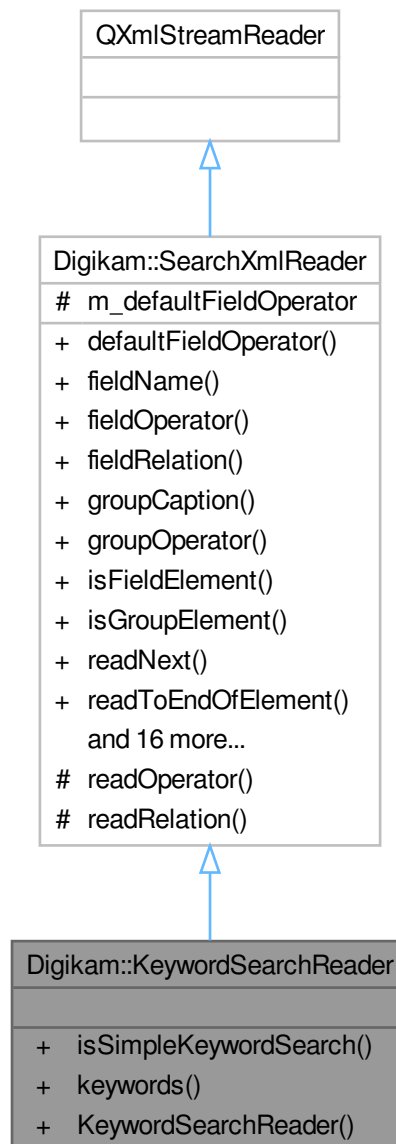 QXmlStreamReader
Digikam::SearchXmlReader
# m_defaultFieldOperator
+ defaultFieldOperator()
+ fieldName()
+ fieldOperator()
+ fieldRelation()
+ groupCaption()
+ groupOperator()
+ isFieldElement()
+ isGroupElement()
+ readNext()
+ readToEndOfElement()
and 16 more...
# readOperator()
# readRelation()
Digikam::KeywordSearchReader
+ isSimpleKeywordSearch()
+ keywords()
+ KeywordSearchReader()